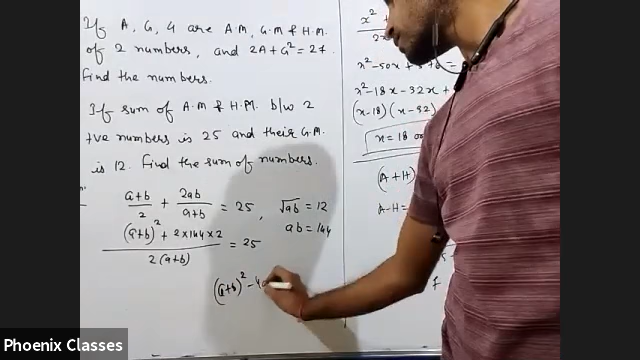 If A, G, 4 are A.M, G.M & H.M.
of 2 numbers, and 2A+G²=27.
Find the numbers.
If sum of A.M & H.M. b/w 2
+ve numbers is 25 and their G.M.
is 12. Find the sum of numbers.
(a+b)/2 + 2ab/(a+b) = 25, √ab = 12
((a+b)² + 2×144×2)/(2(a+b)) = 25 ab = 144
(a+b)² -
x²
x² - 50x +
x² - 18x - 32x +
(x-18)(x-32)
x = 18 or
(A+H)
A-H=
Phoenix Classes